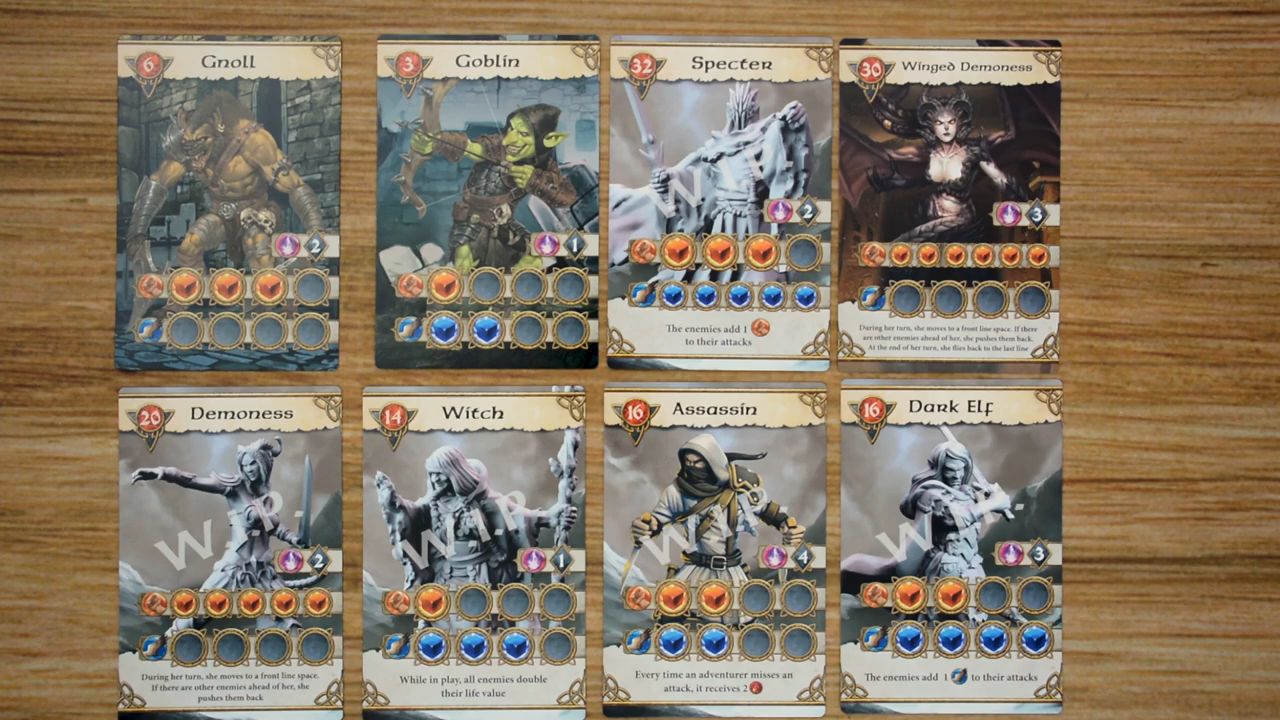 6 Gnoll
2
3 Goblin
1
32 Specter
W.I.P.
2
The enemies add 1
to their attacks
30 Winged Demoness
3
During her turn, she moves to a front line space. If there
are other enemies ahead of her, she pushes them back.
At the end of her turn, she flies back to the last line
20 Demoness
W.I.P.
2
During her turn, she moves to a front line space.
If there are other enemies ahead of her, she
pushes them back
14 Witch
W.I.P.
1
While in play, all enemies double
their life value
16 Assassin
W.I.P.
4
Every time an adventurer misses an
attack, it receives 2
16 Dark Elf
W.I.P.
3
The enemies add 1 to their attacks